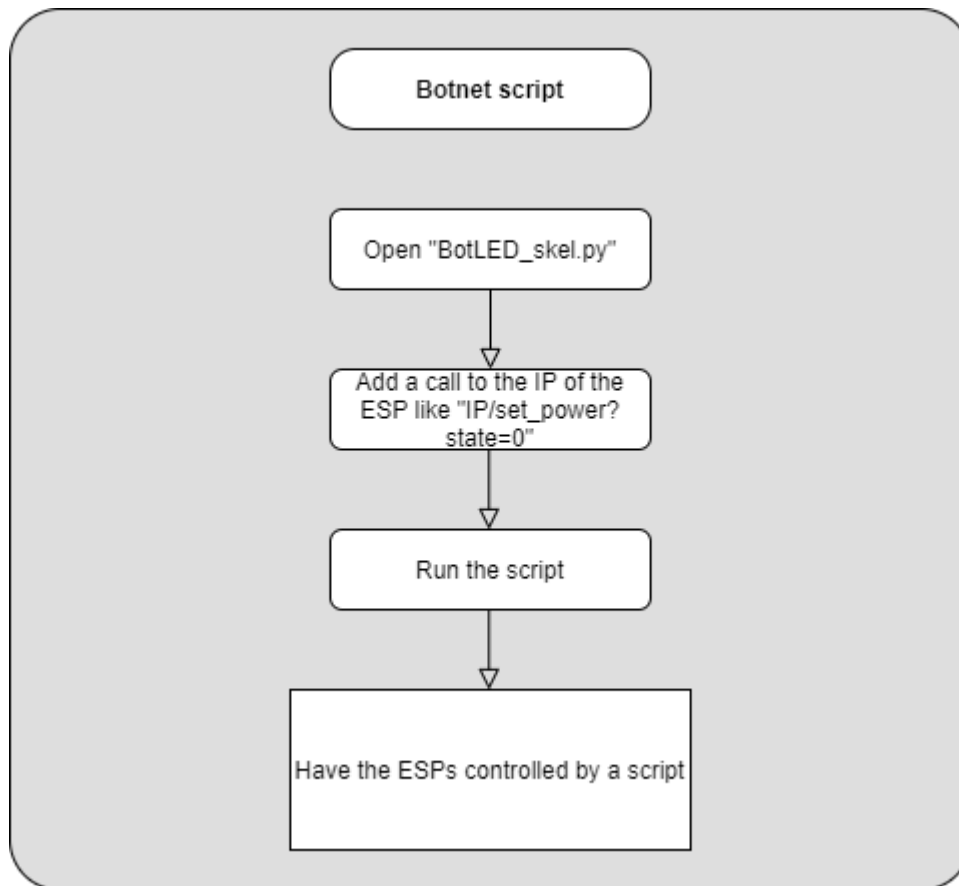 Botnet script
Open "BotLED_skel.py"
Add a call to the IP of the
ESP like "IP/set_power?
state=0"
Run the script
Have the ESPs controlled by a script